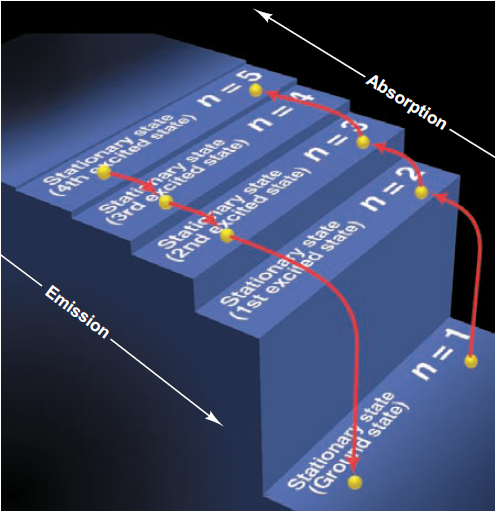 Absorption
n = 5
Stationary state
(4th excited state)
n = 4
Stationary state
(3rd excited state)
n = 3
Stationary state
(2nd excited state)
n = 2
Stationary state
(1st excited state)
n = 1
Stationary state
(Ground state)
Emission